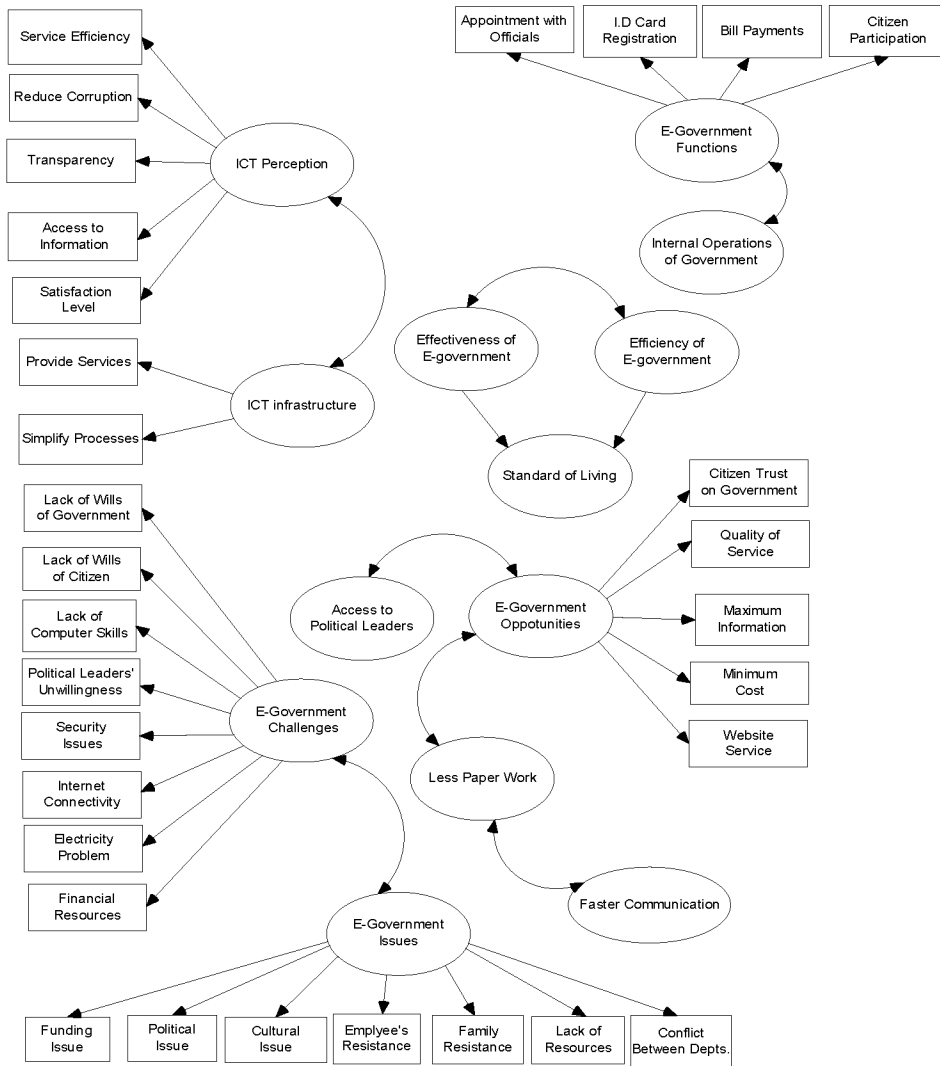 Service Efficiency
Reduce Corruption
Transparency
Access to
Information
Satisfaction
Level
ICT Perception
Provide Services
Simplify Processes
ICT infrastructure
Appointment with
Officials
I.D Card
Registration
Bill Payments
Citizen
Participation
E-Government
Functions
Internal Operations
of Government
Effectiveness of
E-government
Efficiency of
E-government
Standard of Living
Lack of Wills
of Government
Lack of Wills
of Citizen
Lack of
Computer Skills
Political Leaders'
Unwillingness
Security
Issues
Internet
Connectivity
Electricity
Problem
Financial
Resources
E-Government
Challenges
Access to
Political Leaders
E-Government
Oppotunities
Citizen Trust
on Government
Quality of
Service
Maximum
Information
Minimum
Cost
Website
Service
Less Paper Work
Faster Communication
E-Government
Issues
Funding
Issue
Political
Issue
Cultural
Issue
Emplyee's
Resistance
Family
Resistance
Lack of
Resources
Conflict
Between Depts.